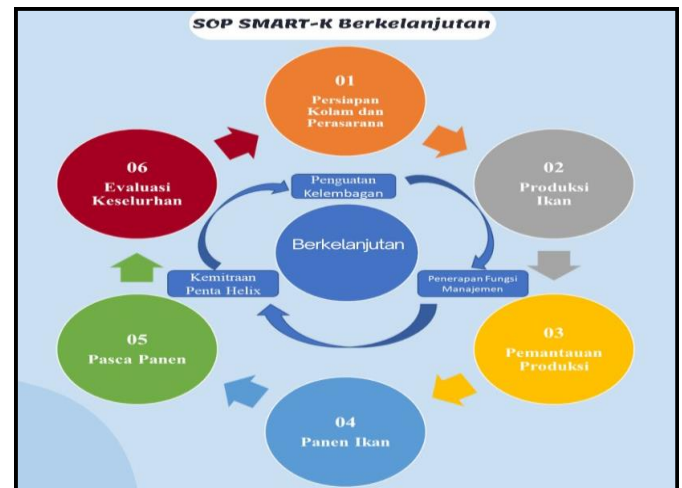 SOP SMART-K Berkelanjutan
01
Persiapan
Kolam dan
Perasarana
02
Produksi
Ikan
03
Pemantauan
Produksi
04
Panen Ikan
05
Pasca Panen
06
Evaluasi
Keselurhan
Penguatan
Kelembagan
Penerapan Fungsi
Manajemen
Kemitraan
Penta Helix
Berkelanjutan